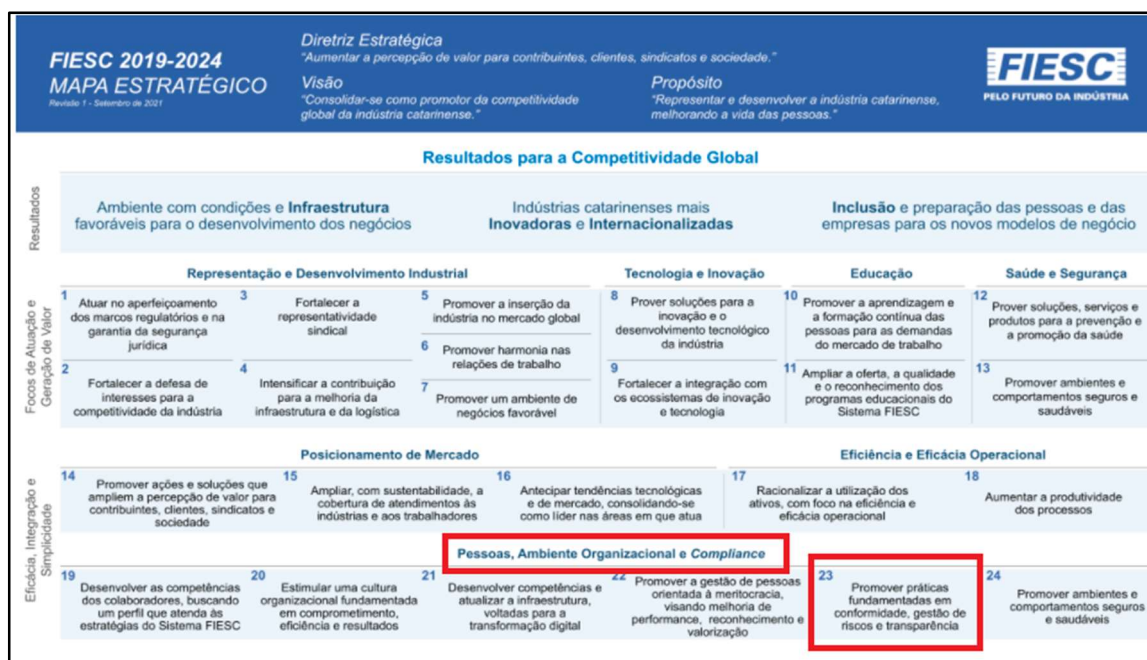 FIESC 2019-2024
MAPA ESTRATÉGICO
Revisão 1 - Setembro de 2021
Diretriz Estratégica
"Aumentar a percepção de valor para contribuintes, clientes, sindicatos e sociedade."
Visão
"Consolidar-se como promotor da competitividade
global da indústria catarinense."
Propósito
"Representar e desenvolver a indústria catarinense,
melhorando a vida das pessoas."
FIESC
PELO FUTURO DA INDÚSTRIA
Resultados para a Competitividade Global
Resultados
Ambiente com condições e Infraestrutura
favoráveis para o desenvolvimento dos negócios
Indústrias catarinenses mais
Inovadoras e Internacionalizadas
Inclusão e preparação das pessoas e das
empresas para os novos modelos de negócio
Focos de Atuação e
Geração de Valor
Representação e Desenvolvimento Industrial
1
Atuar no aperfeiçoamento
dos marcos regulatórios e na
garantia da segurança
jurídica
2
Fortalecer a defesa de
interesses para a
competitividade da indústria
3
Fortalecer a
representatividade
sindical
4
Intensificar a contribuição
para a melhoria da
infraestrutura e da logística
5
Promover a inserção da
indústria no mercado global
6
Promover harmonia nas
relações de trabalho
7
Promover um ambiente de
negócios favorável
Tecnologia e Inovação
8
Prover soluções para a
inovação e o
desenvolvimento tecnológico
da indústria
9
Fortalecer a integração com
os ecossistemas de inovação
e tecnologia
Educação
10
Promover a aprendizagem e
a formação contínua das
pessoas para as demandas
do mercado de trabalho
11
Ampliar a oferta, a qualidade
e o reconhecimento dos
programas educacionais do
Sistema FIESC
Saúde e Segurança
12
Prover soluções, serviços e
produtos para a prevenção e
a promoção da saúde
13
Promover ambientes e
comportamentos seguros e
saudáveis
Eficácia, Integração e
Simplicidade
Posicionamento de Mercado
14
Promover ações e soluções que
ampliem a percepção de valor para
contribuintes, clientes, sindicatos e
sociedade
15
Ampliar, com sustentabilidade, a
cobertura de atendimentos às
indústrias e aos trabalhadores
16
Antecipar tendências tecnológicas
e de mercado, consolidando-se
como líder nas áreas em que atua
Eficiência e Eficácia Operacional
17
Racionalizar a utilização dos
ativos, com foco na eficiência e
eficácia operacional
18
Aumentar a produtividade
dos processos
Pessoas, Ambiente Organizacional e Compliance
19
Desenvolver as competências
dos colaboradores, buscando
um perfil que atenda às
estratégias do Sistema FIESC
20
Estimular uma cultura
organizacional fundamentada
em comprometimento,
eficiência e resultados
21
Desenvolver competências e
atualizar a infraestrutura,
voltadas para a
transformação digital
22
Promover a gestão de pessoas
orientada à meritocracia,
visando melhoria de
performance, reconhecimento e
valorização
23
Promover práticas
fundamentadas em
conformidade, gestão de
riscos e transparência
24
Promover ambientes e
comportamentos seguros
e saudáveis